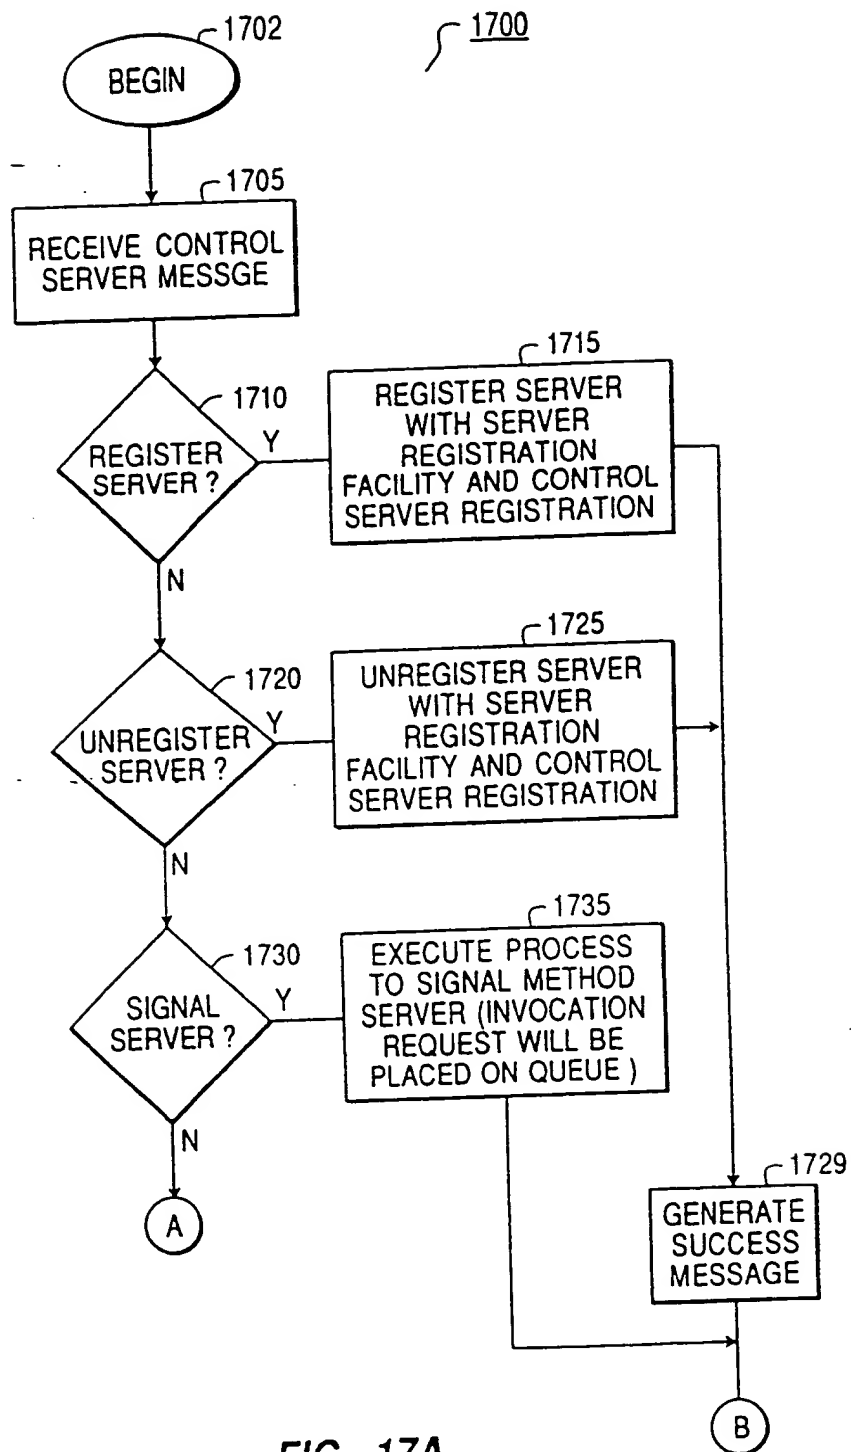 1702
1700
BEGIN
1705
RECEIVE CONTROL
SERVER MESSGE
1710
REGISTER
SERVER ?
Y
N
1715
REGISTER SERVER
WITH SERVER
REGISTRATION
FACILITY AND CONTROL
SERVER REGISTRATION
1720
UNREGISTER
SERVER ?
Y
N
1725
UNREGISTER SERVER
WITH SERVER
REGISTRATION
FACILITY AND CONTROL
SERVER REGISTRATION
1730
SIGNAL
SERVER ?
Y
N
1735
EXECUTE PROCESS
TO SIGNAL METHOD
SERVER (INVOCATION
REQUEST WILL BE
PLACED ON QUEUE )
A
1729
GENERATE
SUCCESS
MESSAGE
B
FIG. 17A